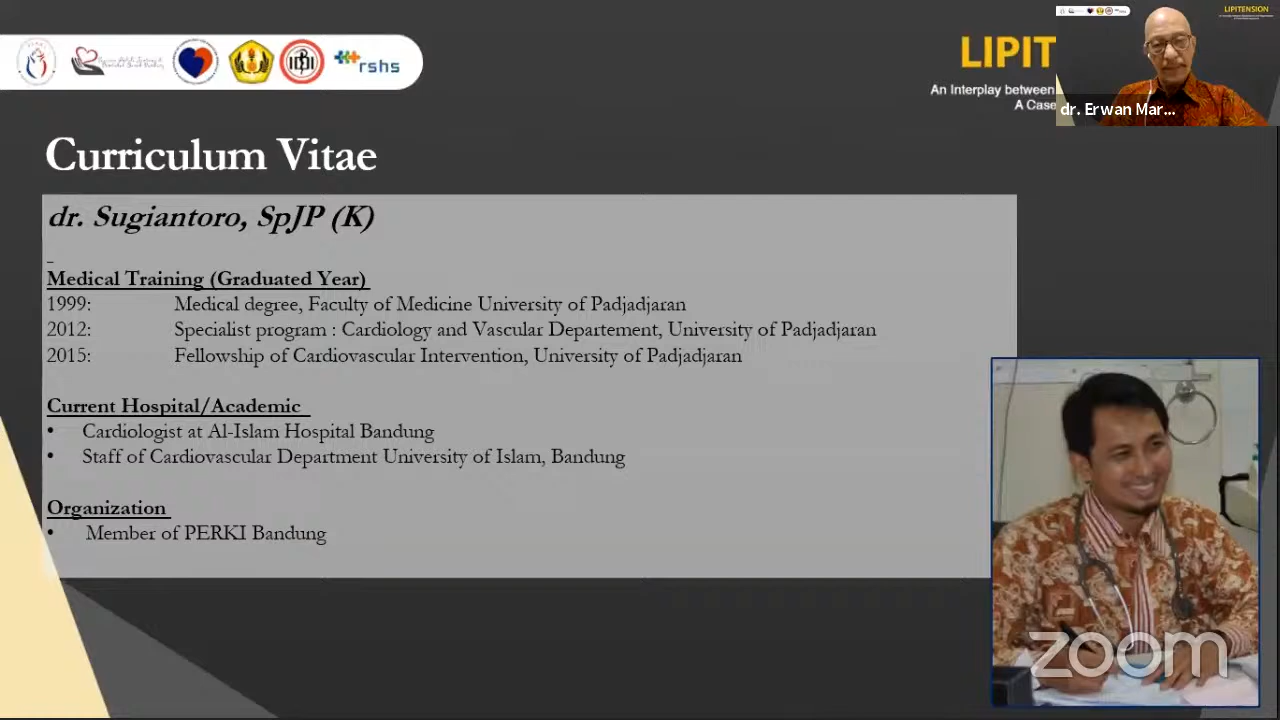 rshs
LIPIT
An Interplay between
A Case
LIPITENSION
dr. Erwan Mar...
Curriculum Vitae
dr. Sugiantoro, SpJP (K)
Medical Training (Graduated Year)
1999: Medical degree, Faculty of Medicine University of Padjadjaran
2012: Specialist program : Cardiology and Vascular Departement, University of Padjadjaran
2015: Fellowship of Cardiovascular Intervention, University of Padjadjaran
Current Hospital/Academic
• Cardiologist at Al-Islam Hospital Bandung
• Staff of Cardiovascular Department University of Islam, Bandung
Organization
• Member of PERKI Bandung
zoom